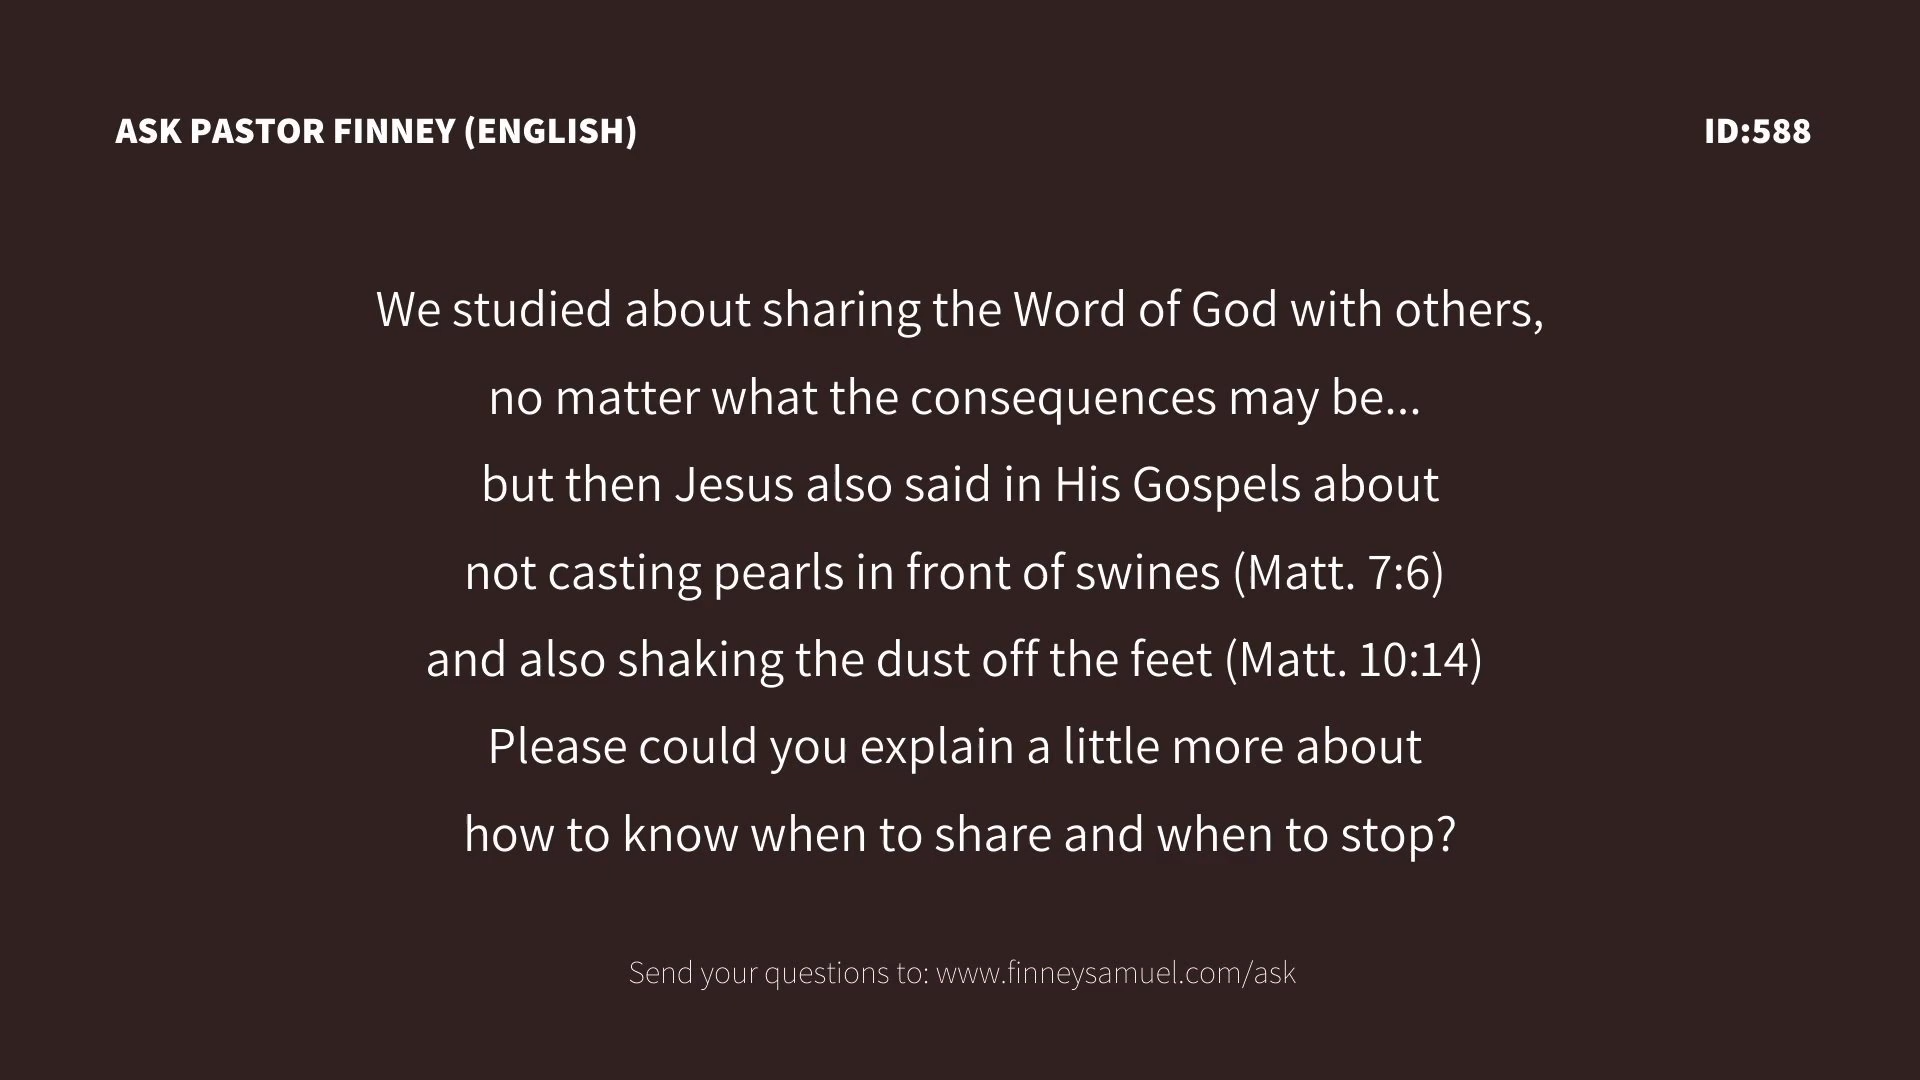 ASK PASTOR FINNEY (ENGLISH)
ID:588
We studied about sharing the Word of God with others,
no matter what the consequences may be...
but then Jesus also said in His Gospels about
not casting pearls in front of swines (Matt. 7:6)
and also shaking the dust off the feet (Matt. 10:14)
Please could you explain a little more about
how to know when to share and when to stop?
Send your questions to: www.finneysamuel.com/ask